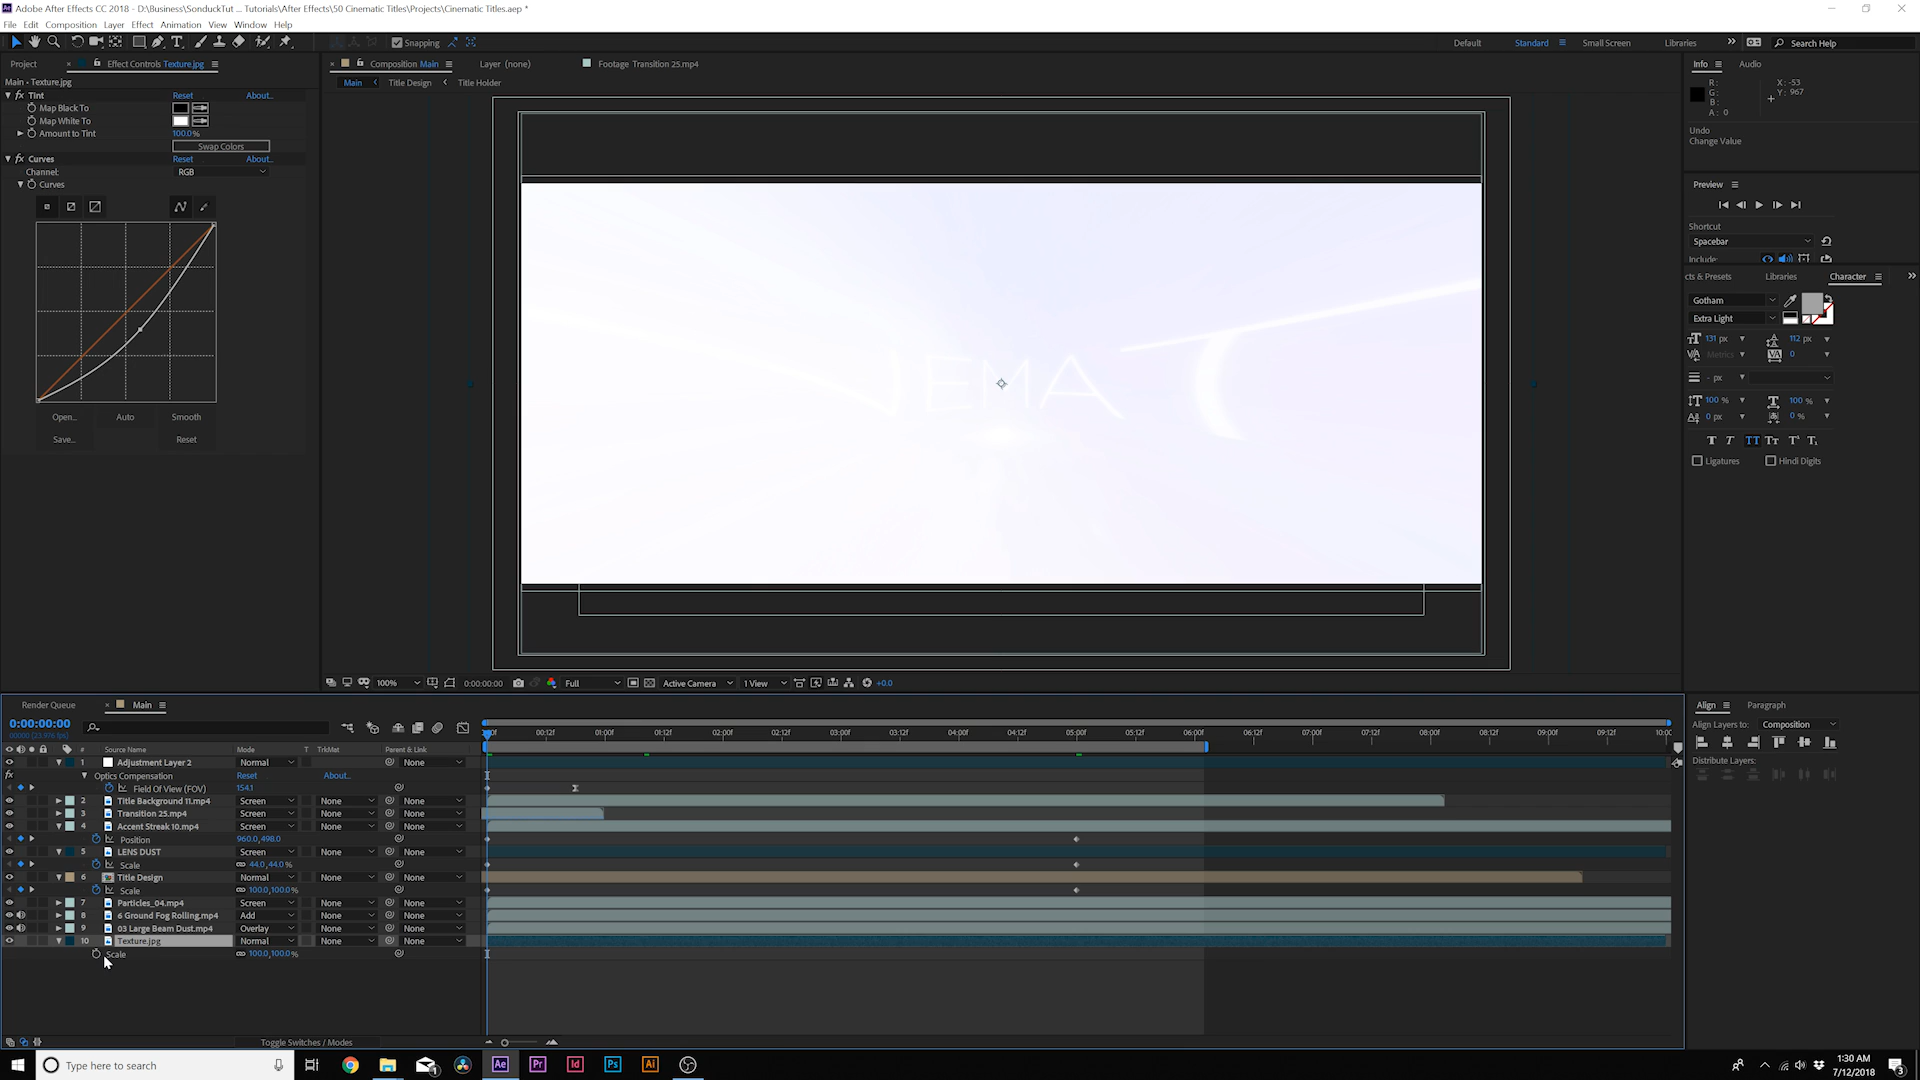 Adobe After Effects CC 2018 - D:\Business\SonduckTut ... Tutorials\After Effects\50 Cinematic Titles\Projects\Cinematic Titles.aep *
File Edit Composition Layer Effect Animation View Window Help
Snapping
Default Standard Small Screen Libraries Search Help
Project Effect Controls Texture.jpg
Composition Main Layer (none) Footage Transition 25.mp4
Info Audio
Main • Texture.jpg
Main Title Design Title Holder
R: X: -53
G: Y: 967
B:
A: 0
fx Tint Reset About...
Map Black To
Map White To
Amount to Tint 100.0%
Swap Colors
fx Curves Reset About...
Channel: RGB
Curves
Open... Auto Smooth
Save... Reset
Undo
Change Value
Preview
Shortcut
Spacebar
Include:
cts & Presets Libraries Character
Gotham
Extra Light
131 px 112 px
Metrics 0
- px
100 % 100 %
0 px 0 %
T T TT Tt T T
Ligatures Hindi Digits
EMA
100% 0:00:00:00 Full Active Camera 1 View +0.0
Render Queue Main
0:00:00:00
00000 (23.976 fps)
00f 00:12f 01:00f 01:12f 02:00f 02:12f 03:00f 03:12f 04:00f 04:12f 05:00f 05:12f 06:00f 06:12f 07:00f 07:12f 08:00f 08:12f 09:00f 09:12f 10:00
# Source Name Mode T TrkMat Parent & Link
1 Adjustment Layer 2 Normal None
Optics Compensation Reset About...
Field Of View (FOV) 154.1
2 Title Background 11.mp4 Screen None None
3 Transition 25.mp4 Screen None None
4 Accent Streak 10.mp4 Screen None None
Position 960.0,498.0
5 LENS DUST Screen None None
Scale 44.0,44.0%
6 Title Design Normal None None
Scale 100.0,100.0%
7 Particles_04.mp4 Screen None None
8 6 Ground Fog Rolling.mp4 Add None None
9 03 Large Beam Dust.mp4 Overlay None None
10 Texture.jpg Normal None None
Scale 100.0,100.0%
Toggle Switches / Modes
Align Paragraph
Align Layers to: Composition
Distribute Layers:
Type here to search
Ae Pr Id Ps Ai
1:30 AM
7/12/2018